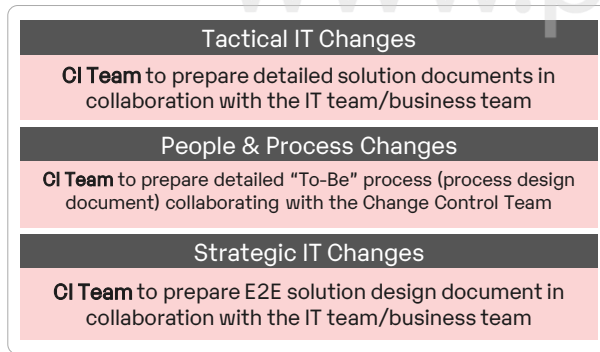 www.p
Tactical IT Changes
CI Team to prepare detailed solution documents in
collaboration with the IT team/business team
People & Process Changes
CI Team to prepare detailed “To-Be” process (process design
document) collaborating with the Change Control Team
Strategic IT Changes
CI Team to prepare E2E solution design document in
collaboration with the IT team/business team